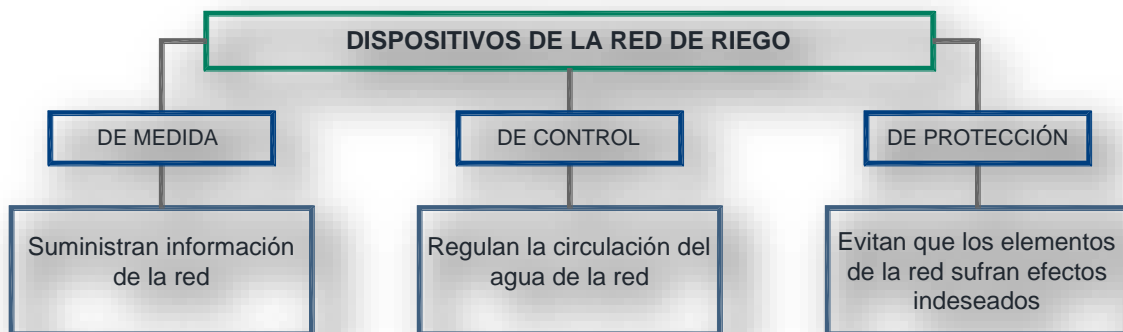 DISPOSITIVOS DE LA RED DE RIEGO
DE MEDIDA
DE CONTROL
DE PROTECCIÓN
Suministran información
de la red
Regulan la circulación del
agua de la red
Evitan que los elementos
de la red sufran efectos
indeseados